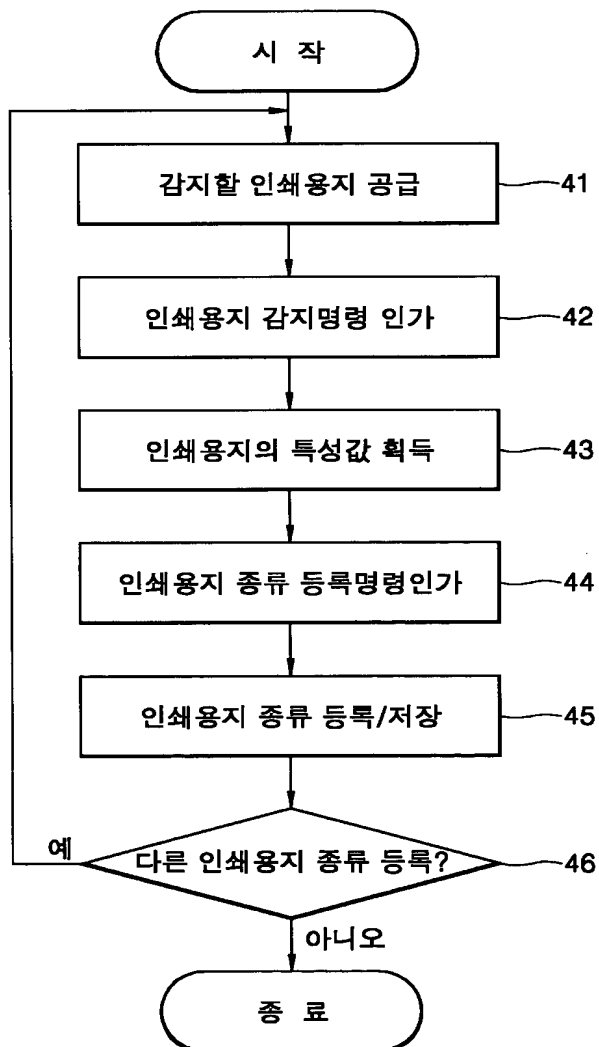 시 작
감지할 인쇄용지 공급 41
인쇄용지 감지명령 인가 42
인쇄용지의 특성값 획득 43
인쇄용지 종류 등록명령인가 44
인쇄용지 종류 등록/저장 45
다른 인쇄용지 종류 등록? 46
예
아니오
종 료